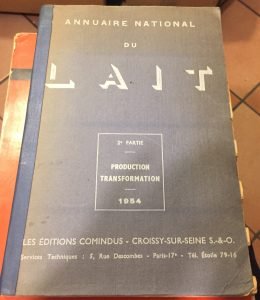 ANNUAIRE NATIONAL
DU
LAIT
2e PARTIE
PRODUCTION
TRANSFORMATION
1954
LES ÉDITIONS COMINDUS - CROISSY-SUR-SEINE S.-&-O.
Services Techniques : 5, Rue Descombes - Paris-17e - Tél. Étoile 79-16